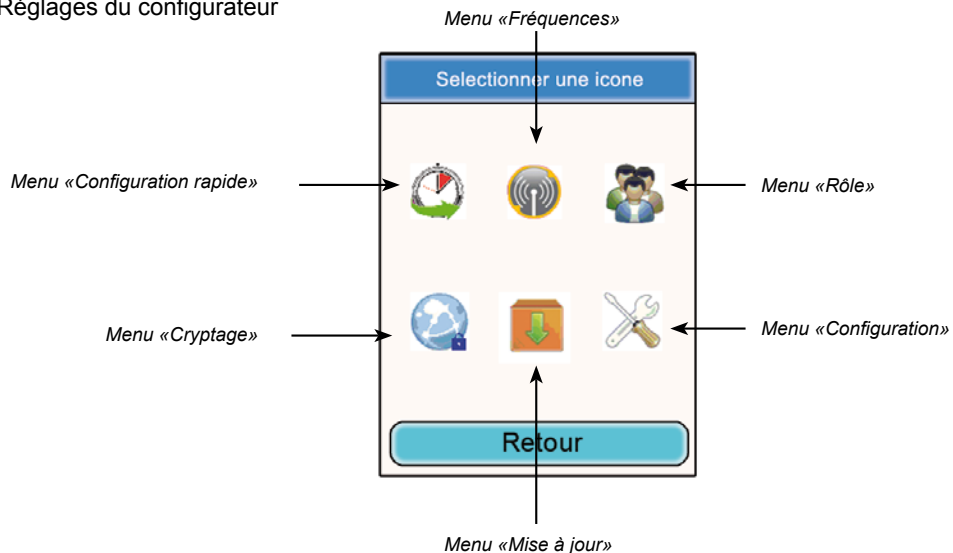 Réglages du configurateur
Menu «Fréquences»
Selectionner une icone
Menu «Configuration rapide»
Menu «Rôle»
Menu «Cryptage»
Menu «Configuration»
Retour
Menu «Mise à jour»